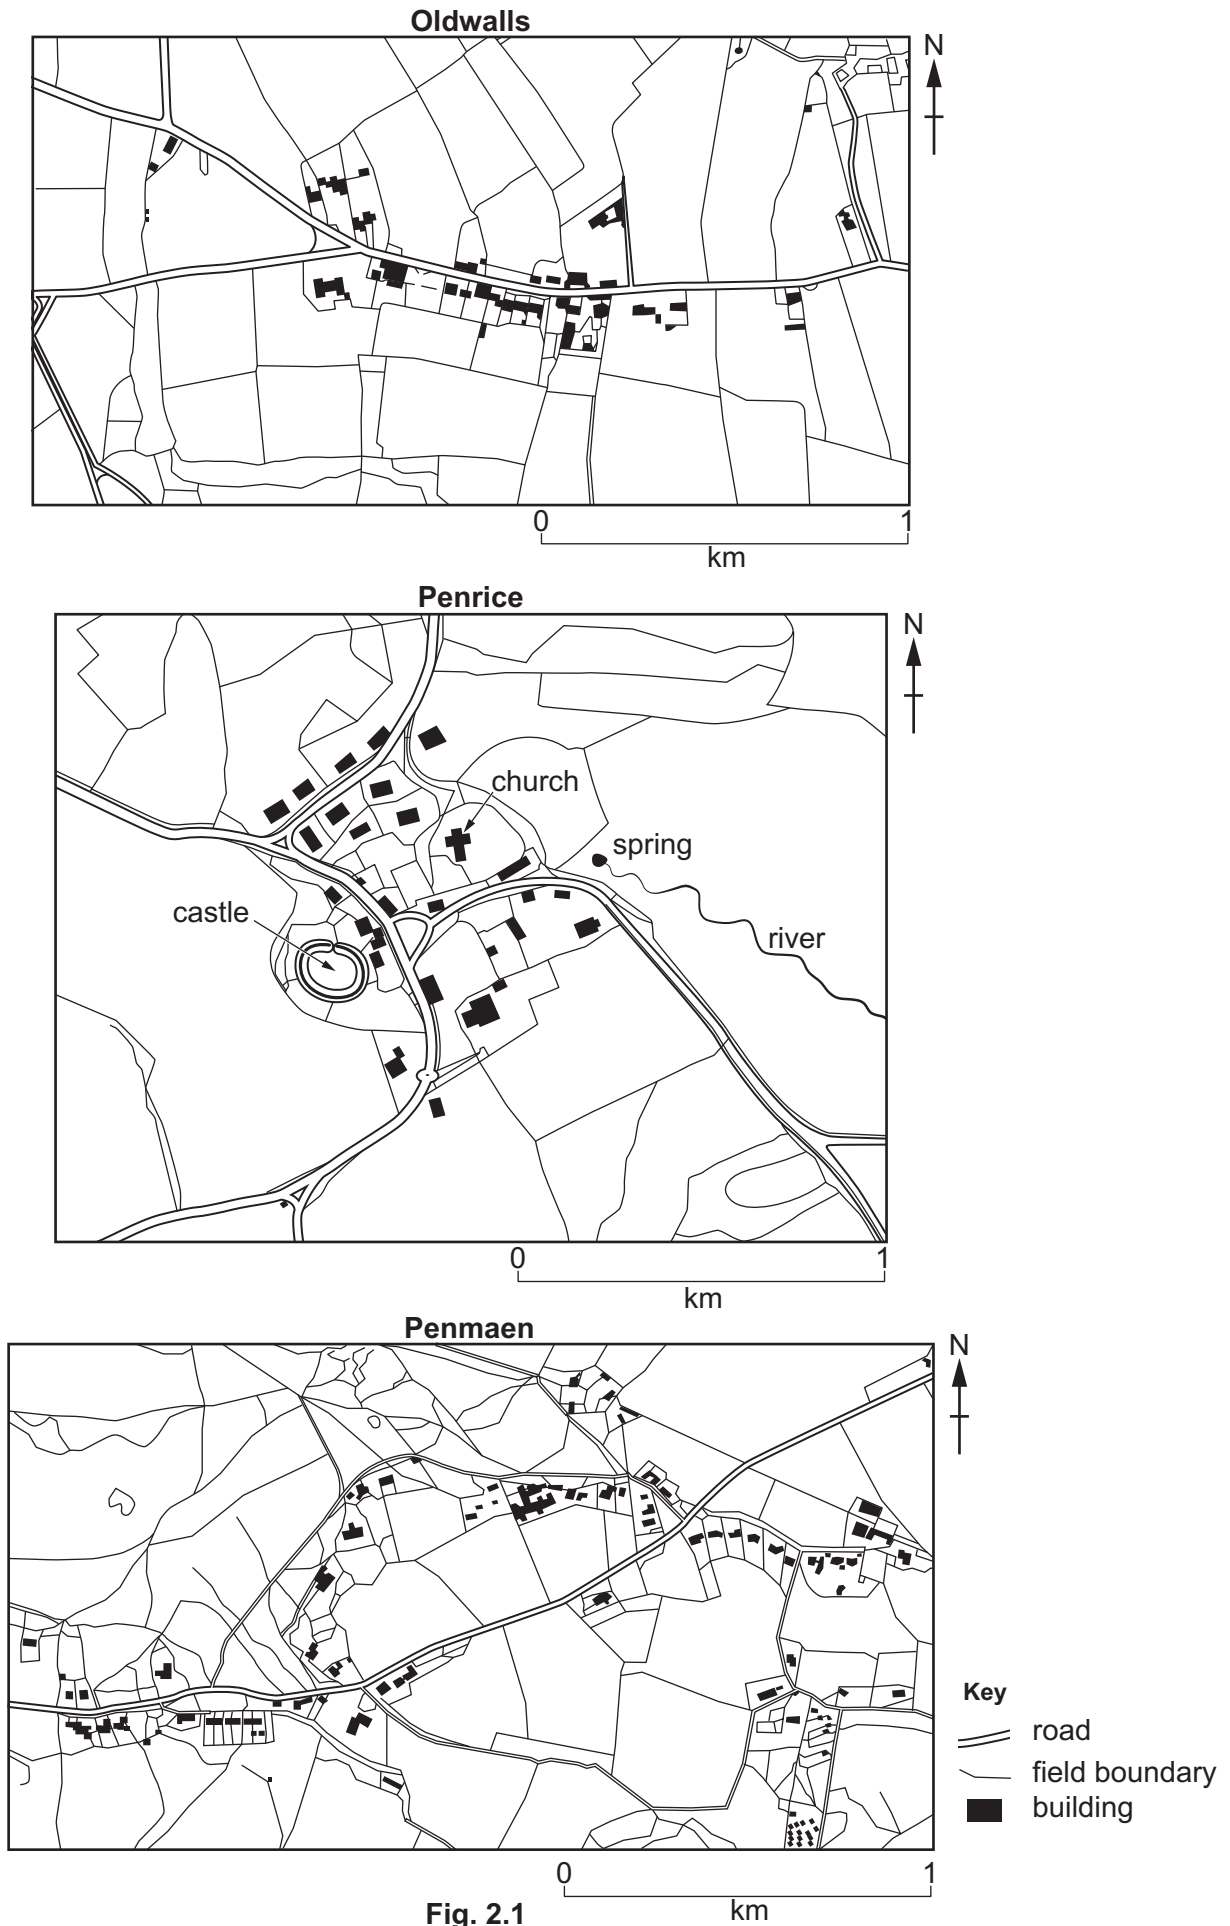 Oldwalls
N
0 1
km
Penrice
N
church
spring
castle
river
0 1
km
Penmaen
N
Key
road
field boundary
building
0 1
km
Fig. 2.1